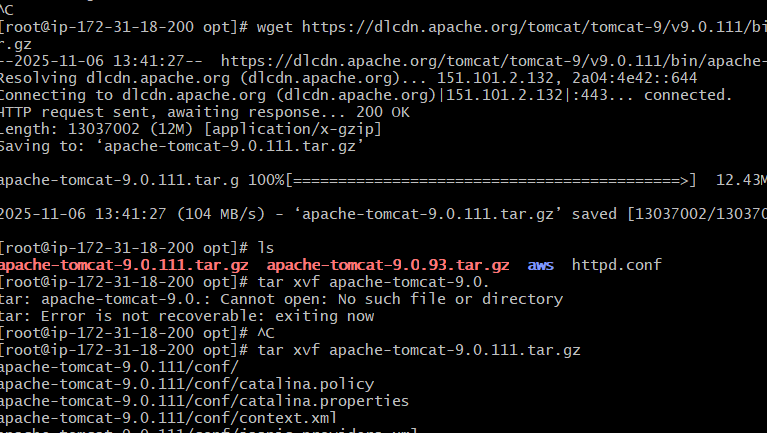 ^C
[root@ip-172-31-18-200 opt]# wget https://dlcdn.apache.org/tomcat/tomcat-9/v9.0.111/bi
r.gz
--2025-11-06 13:41:27--  https://dlcdn.apache.org/tomcat/tomcat-9/v9.0.111/bin/apache-
Resolving dlcdn.apache.org (dlcdn.apache.org)... 151.101.2.132, 2a04:4e42::644
Connecting to dlcdn.apache.org (dlcdn.apache.org)|151.101.2.132|:443... connected.
HTTP request sent, awaiting response... 200 OK
Length: 13037002 (12M) [application/x-gzip]
Saving to: ‘apache-tomcat-9.0.111.tar.gz’
apache-tomcat-9.0.111.tar.g 100%[===========================================>]  12.43M
2025-11-06 13:41:27 (104 MB/s) - ‘apache-tomcat-9.0.111.tar.gz’ saved [13037002/130370
[root@ip-172-31-18-200 opt]# ls
apache-tomcat-9.0.111.tar.gz  apache-tomcat-9.0.93.tar.gz  aws  httpd.conf
[root@ip-172-31-18-200 opt]# tar xvf apache-tomcat-9.0.
tar: apache-tomcat-9.0.: Cannot open: No such file or directory
tar: Error is not recoverable: exiting now
[root@ip-172-31-18-200 opt]# ^C
[root@ip-172-31-18-200 opt]# tar xvf apache-tomcat-9.0.111.tar.gz
apache-tomcat-9.0.111/conf/
apache-tomcat-9.0.111/conf/catalina.policy
apache-tomcat-9.0.111/conf/catalina.properties
apache-tomcat-9.0.111/conf/context.xml
apache-tomcat-9.0.111/conf/jaspic-providers.xml